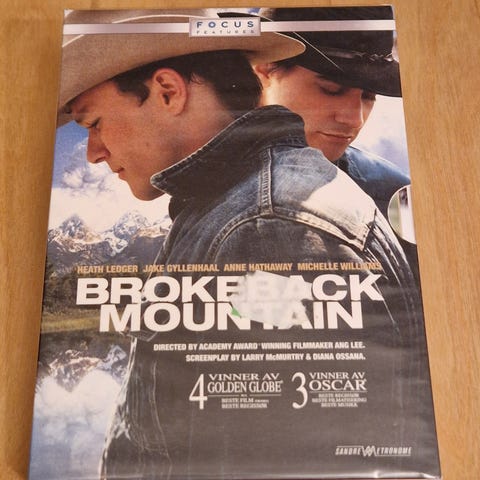 FOCUS
FEATURES
HEATH LEDGER JAKE GYLLENHAAL ANNE HATHAWAY MICHELLE WILLIAMS
BROKEBACK
MOUNTAIN
DIRECTED BY ACADEMY AWARD® WINNING FILMMAKER ANG LEE.
SCREENPLAY BY LARRY McMURTRY & DIANA OSSANA.
4 VINNER AV GOLDEN GLOBE®
BESTE FILM
BESTE REGISSØR
3 VINNER AV OSCAR®
BESTE REGISSØR
BESTE FILMATISERING
BESTE MUSIKK
SANDREW METRONOME